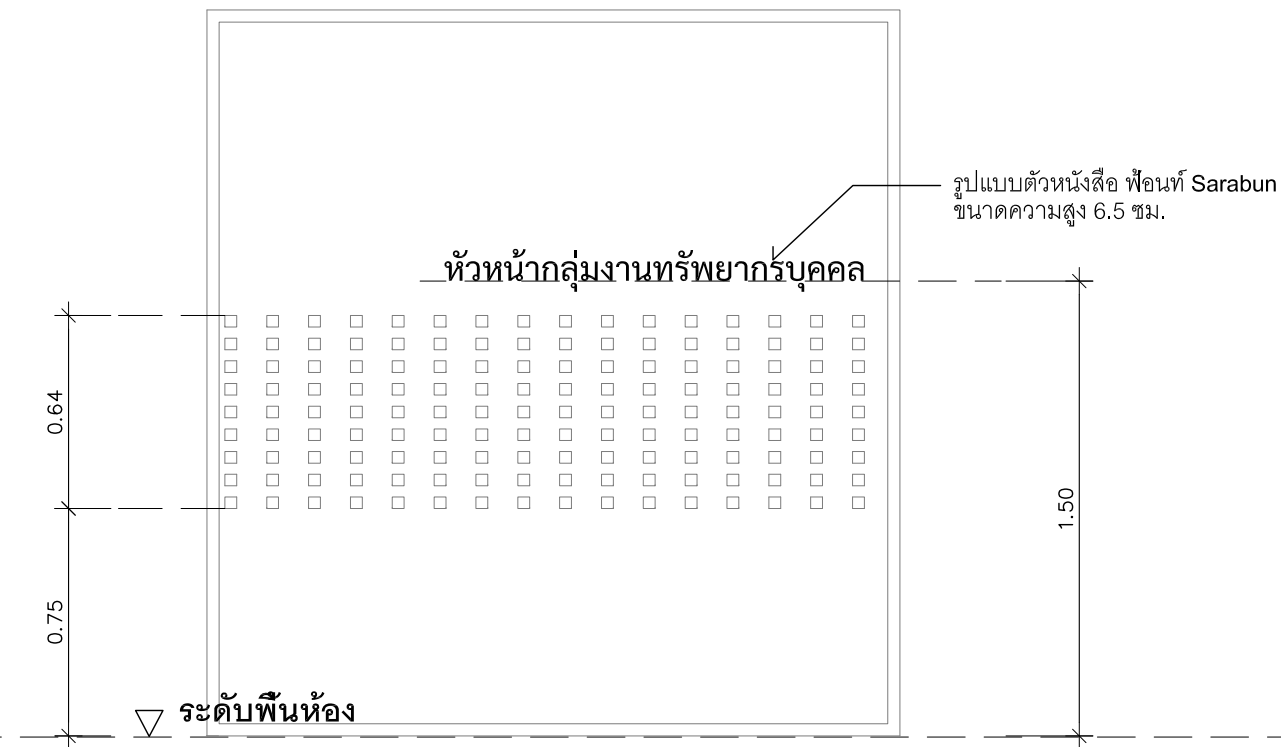 รูปแบบตัวหนังสือ ฟ้อนท์ Sarabun
ขนาดความสูง 6.5 ซม.
หัวหน้ากลุ่มงานทรัพยากรบุคคล
0.64
1.50
0.75
ระดับพื้นห้อง